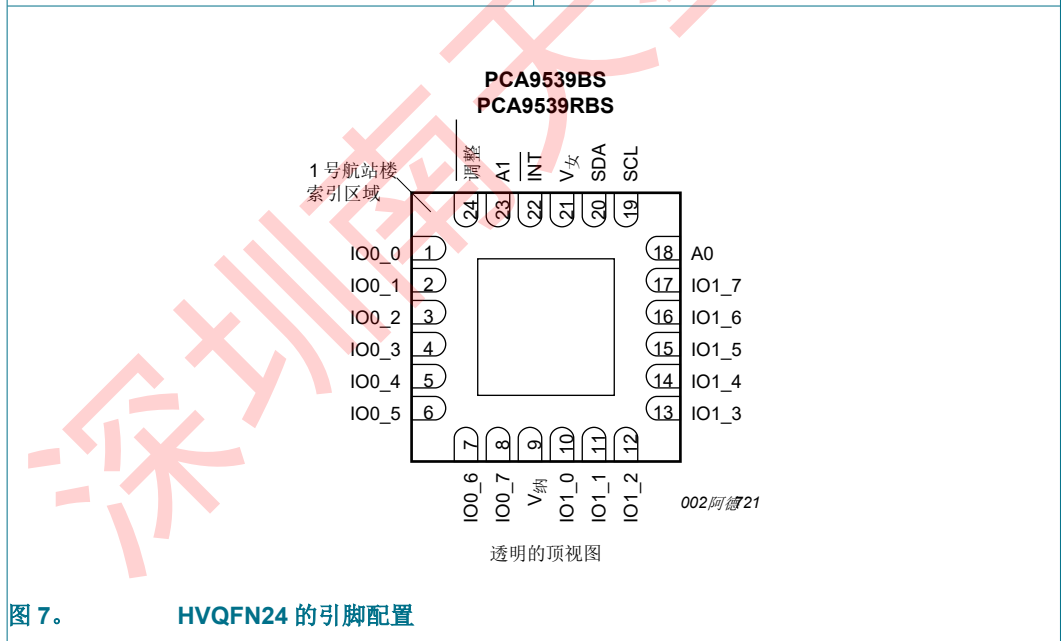 PCA9539BS
PCA9539RBS
1 号航站楼
索引区域
调整
A1
INT
V女
SDA
SCL
24
23
22
21
20
19
IO0_0 1
IO0_1 2
IO0_2 3
IO0_3 4
IO0_4 5
IO0_5 6
18 A0
17 IO1_7
16 IO1_6
15 IO1_5
14 IO1_4
13 IO1_3
7
8
9
10
11
12
IO0_6
IO0_7
V纳
IO1_0
IO1_1
IO1_2
002阿德721
透明的顶视图
图 7。 HVQFN24 的引脚配置
深圳南天